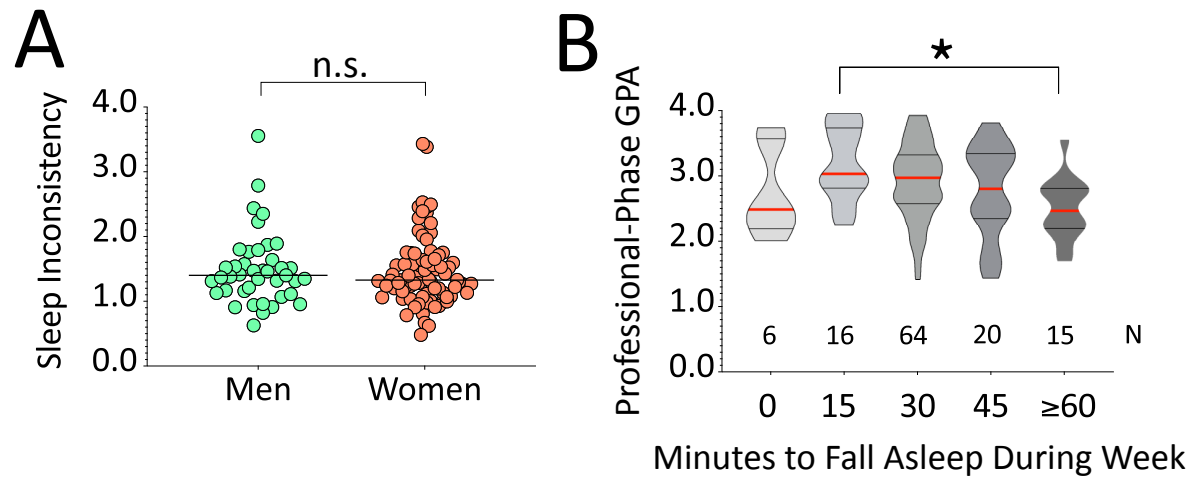 A
n.s.
Sleep Inconsistency
4.0
3.0
2.0
1.0
0.0
Men Women
B
*
Professional-Phase GPA
4.0
3.0
2.0
1.0
0.0
6 16 64 20 15 N
0 15 30 45 ≥60
Minutes to Fall Asleep During Week